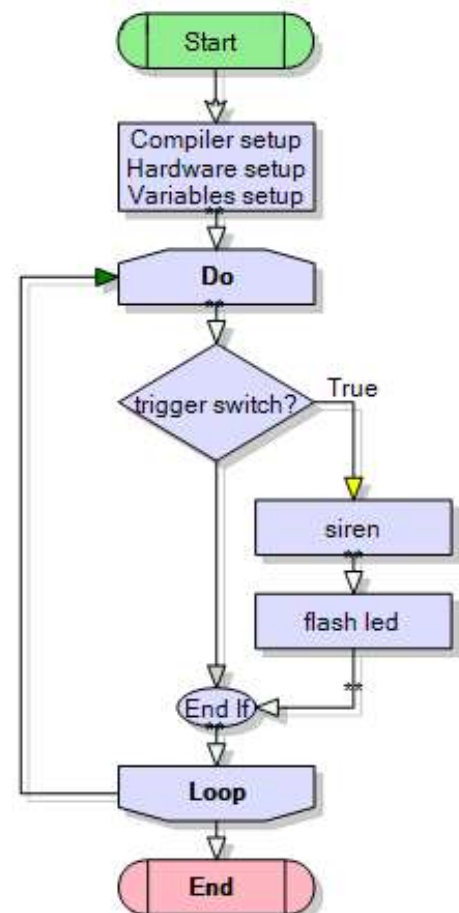 Start
Compiler setup
Hardware setup
Variables setup
**
Do
**
trigger switch?
True
siren
**
flash led
**
End If
**
Loop
End